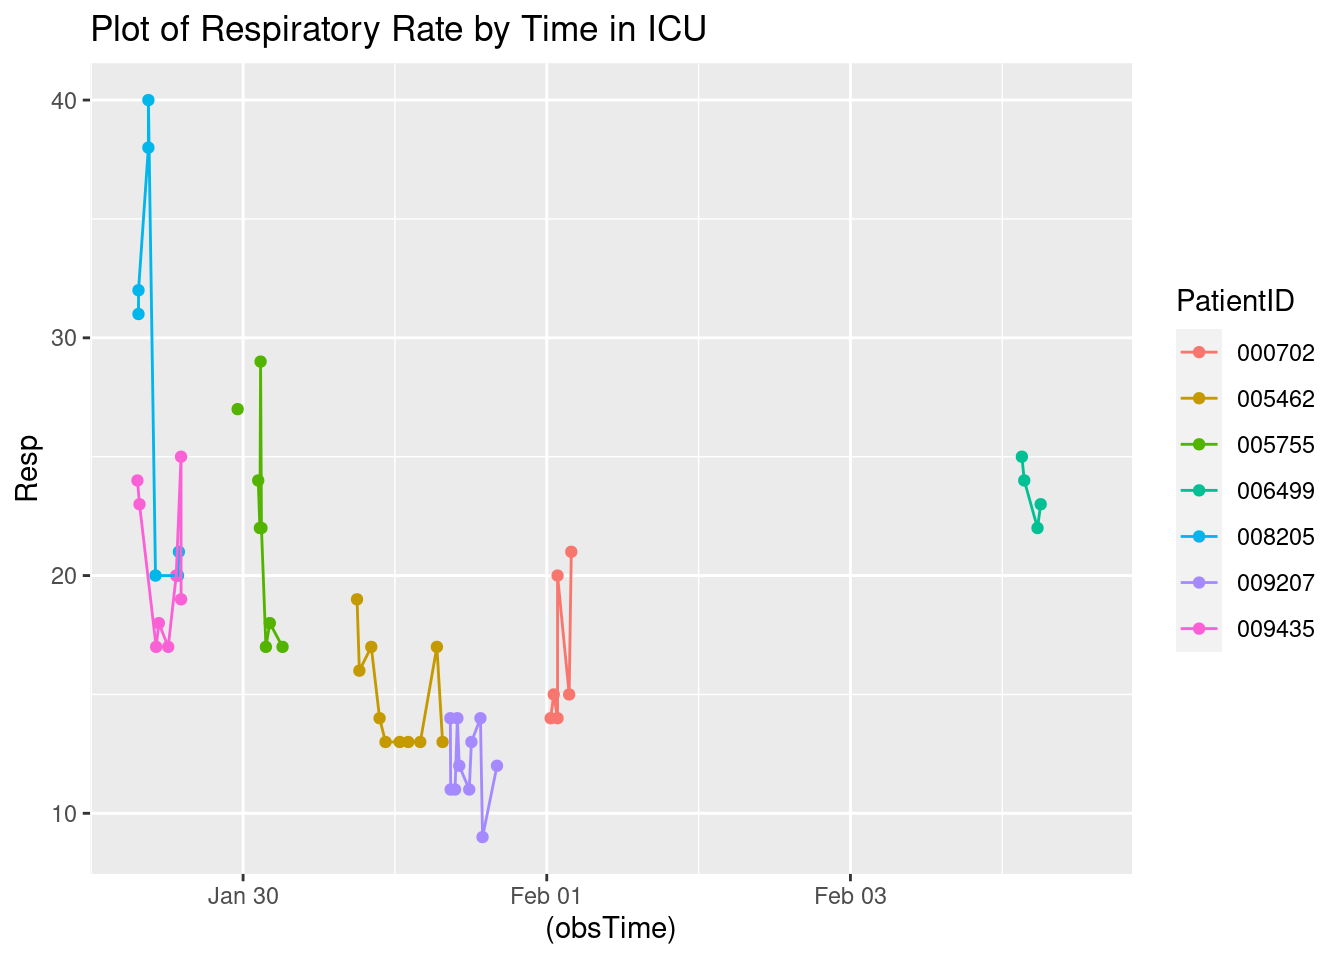 Plot of Respiratory Rate by Time in ICU
40
30
20
10
Resp
Jan 30
Feb 01
Feb 03
(obsTime)
PatientID
000702
005462
005755
006499
008205
009207
009435